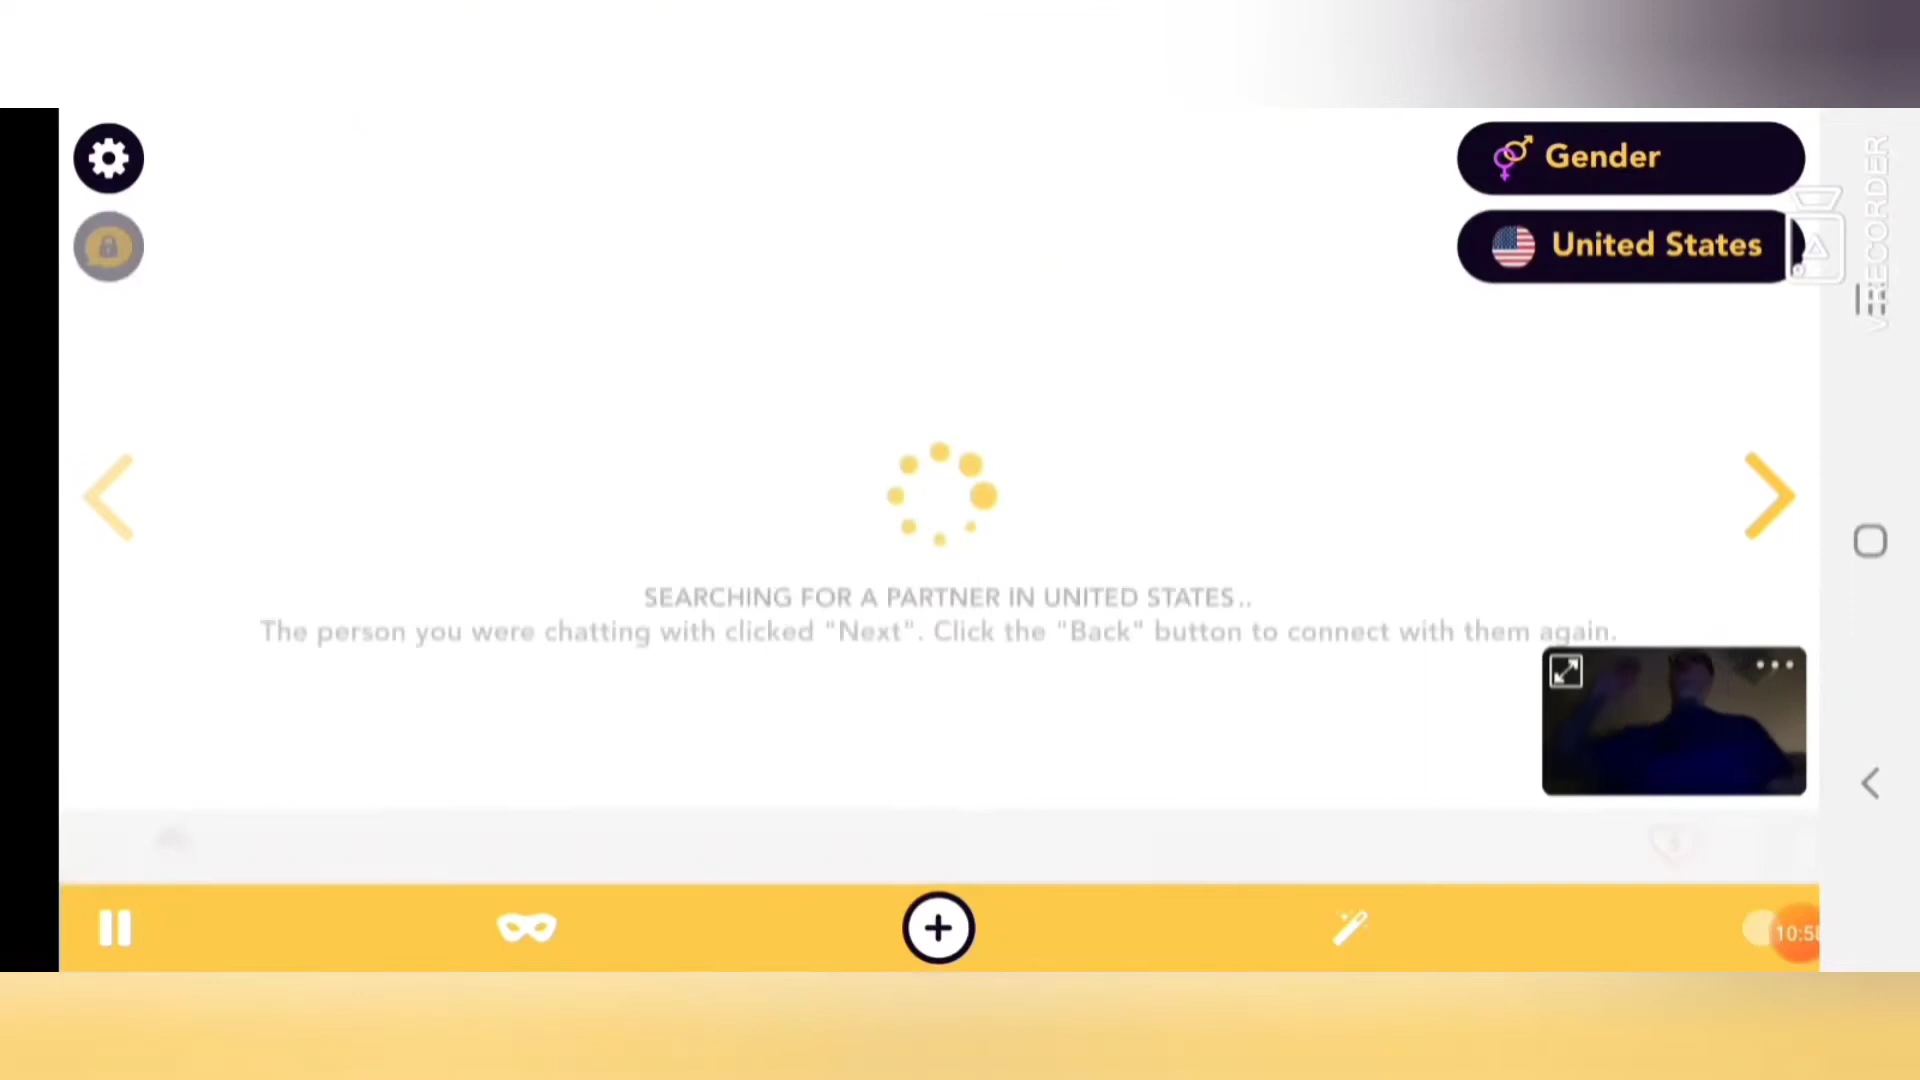 Gender
United States
VRECORDER
SEARCHING FOR A PARTNER IN UNITED STATES..
The person you were chatting with clicked "Next". Click the "Back" button to connect with them again.